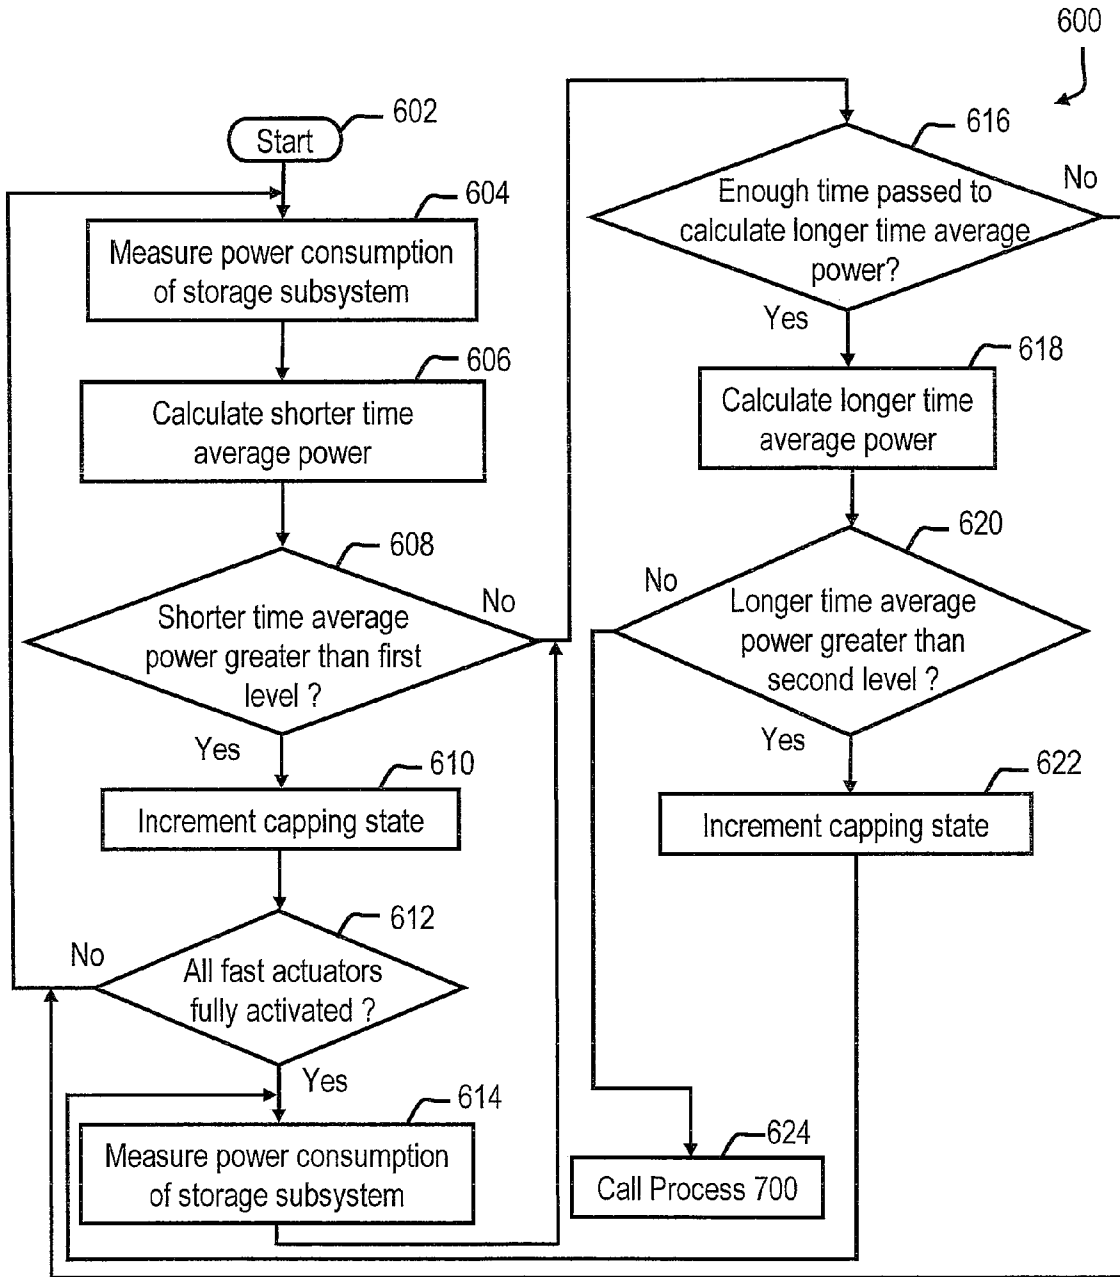 600
Start
602
604
Measure power consumption
of storage subsystem
606
Calculate shorter time
average power
608
Shorter time average
power greater than first
level ?
No
Yes
610
Increment capping state
612
All fast actuators
fully activated ?
No
Yes
614
Measure power consumption
of storage subsystem
616
Enough time passed to
calculate longer time average
power?
No
Yes
618
Calculate longer time
average power
620
Longer time average
power greater than
second level ?
No
Yes
622
Increment capping state
624
Call Process 700